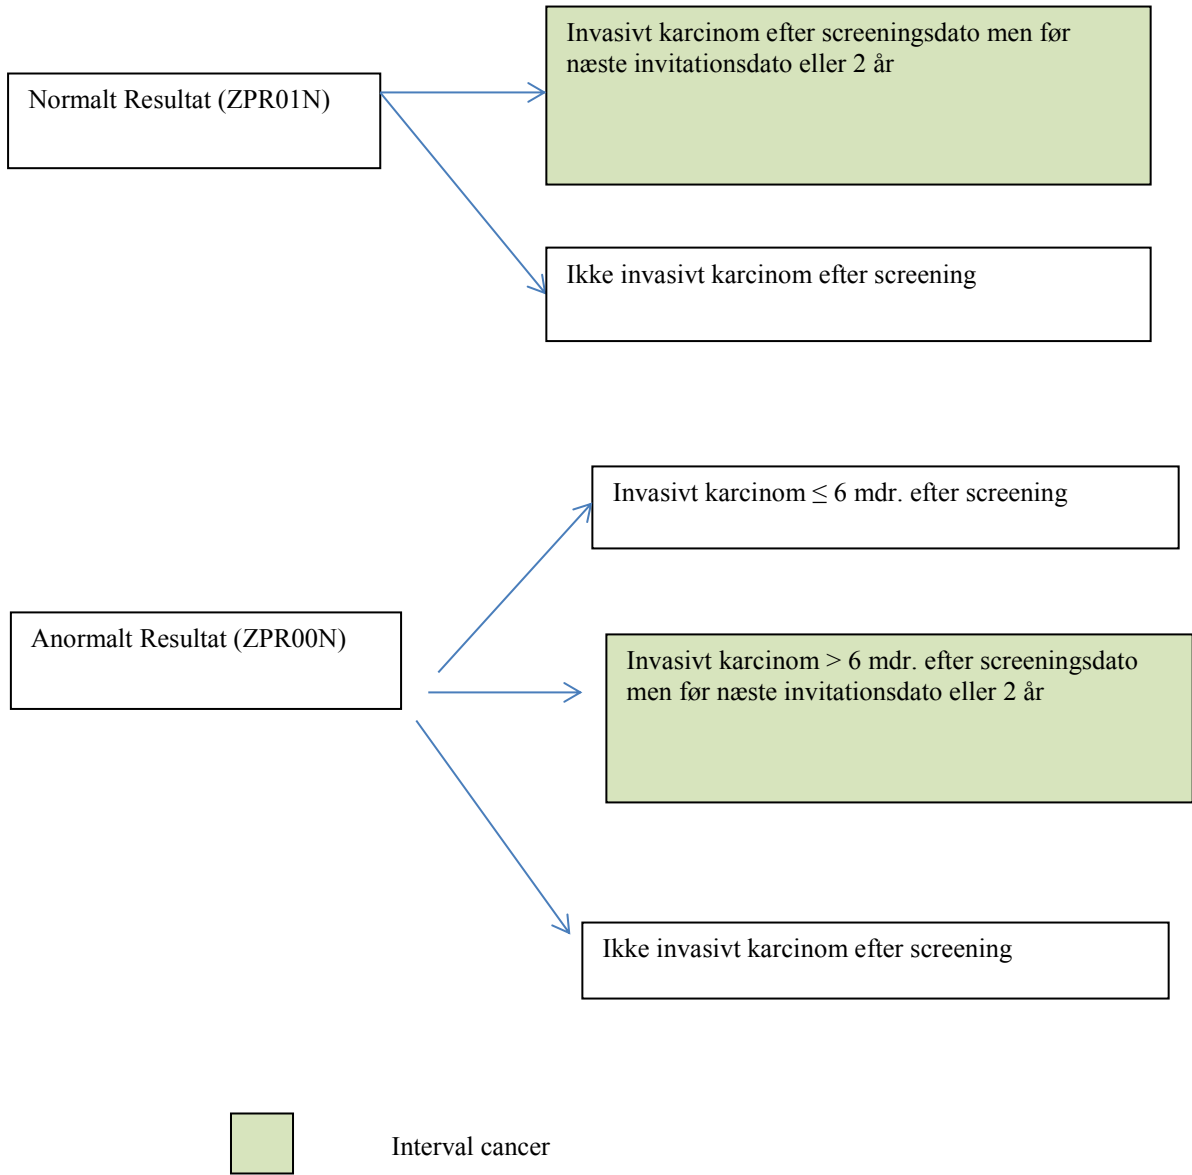 Invasivt karcinom efter screeningsdato men før
næste invitationsdato eller 2 år
Normalt Resultat (ZPR01N)
Ikke invasivt karcinom efter screening
Invasivt karcinom ≤ 6 mdr. efter screening
Anormalt Resultat (ZPR00N)
Invasivt karcinom > 6 mdr. efter screeningsdato
men før næste invitationsdato eller 2 år
Ikke invasivt karcinom efter screening
Interval cancer